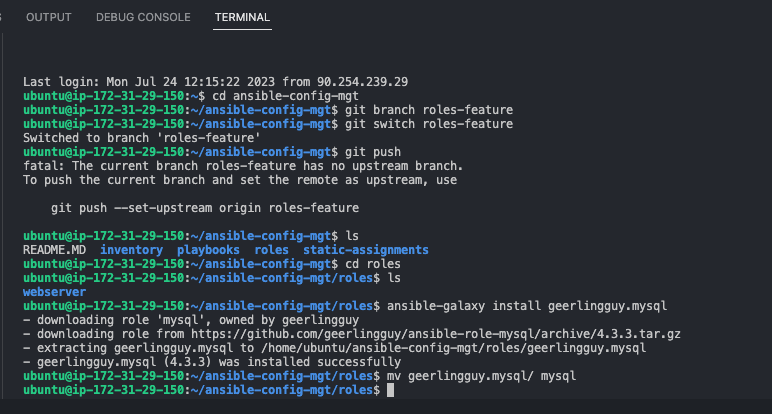 OUTPUT DEBUG CONSOLE TERMINAL
Last login: Mon Jul 24 12:15:22 2023 from 90.254.239.29
ubuntu@ip-172-31-29-150:~$ cd ansible-config-mgt
ubuntu@ip-172-31-29-150:~/ansible-config-mgt$ git branch roles-feature
ubuntu@ip-172-31-29-150:~/ansible-config-mgt$ git switch roles-feature
Switched to branch 'roles-feature'
ubuntu@ip-172-31-29-150:~/ansible-config-mgt$ git push
fatal: The current branch roles-feature has no upstream branch.
To push the current branch and set the remote as upstream, use
git push --set-upstream origin roles-feature
ubuntu@ip-172-31-29-150:~/ansible-config-mgt$ ls
README.MD inventory playbooks roles static-assignments
ubuntu@ip-172-31-29-150:~/ansible-config-mgt$ cd roles
ubuntu@ip-172-31-29-150:~/ansible-config-mgt/roles$ ls
webserver
ubuntu@ip-172-31-29-150:~/ansible-config-mgt/roles$ ansible-galaxy install geerlingguy.mysql
- downloading role 'mysql', owned by geerlingguy
- downloading role from https://github.com/geerlingguy/ansible-role-mysql/archive/4.3.3.tar.gz
- extracting geerlingguy.mysql to /home/ubuntu/ansible-config-mgt/roles/geerlingguy.mysql
- geerlingguy.mysql (4.3.3) was installed successfully
ubuntu@ip-172-31-29-150:~/ansible-config-mgt/roles$ mv geerlingguy.mysql/ mysql
ubuntu@ip-172-31-29-150:~/ansible-config-mgt/roles$